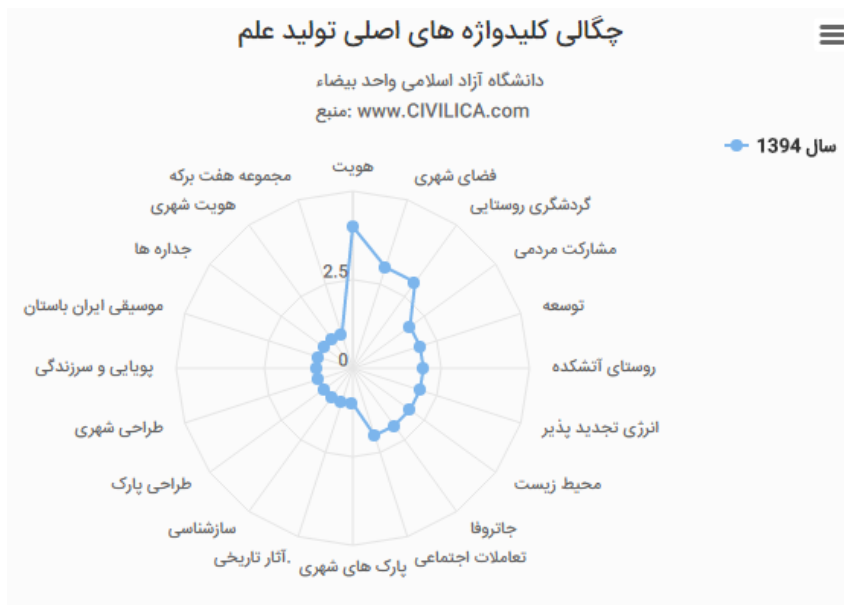 چگالی کلیدواژه های اصلی تولید علم
دانشگاه آزاد اسلامی واحد بیضاء
منبع: www.CIVILICA.com
سال 1394
هویت
فضای شهری
گردشگری روستایی
مشارکت مردمی
توسعه
روستای آتشکده
انرژی تجدید پذیر
محیط زیست
جاتروفا
تعاملات اجتماعی
پارک های شهری
آثار تاریخی.
سازشناسی
طراحی پارک
طراحی شهری
پویایی و سرزندگی
موسیقی ایران باستان
جداره ها
هویت شهری
مجموعه هفت برکه
2.5
0